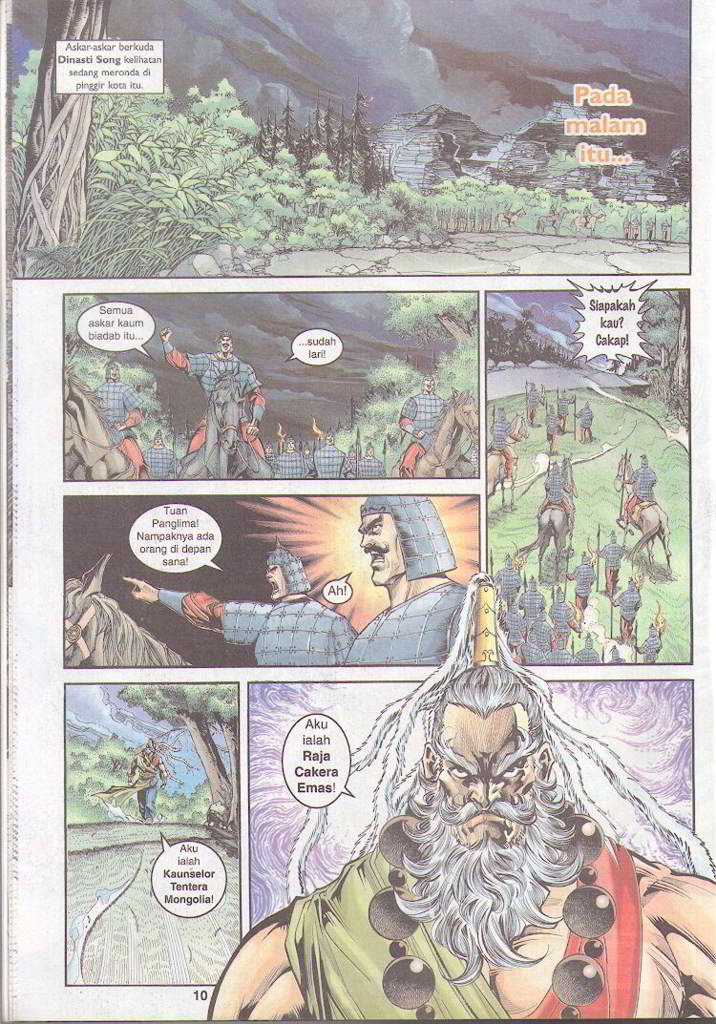 Askar-askar berkuda
Dinasti Song kelihatan
sedang meronda di
pinggir kota itu.
Pada
malam
itu...
Semua
askar kaum
biadab itu...
...sudah
lari!
Siapakah
kau?
Cakap!
Tuan
Panglima!
Nampaknya ada
orang di depan
sana!
Ah!
Aku
ialah
Kaunselor
Tentera
Mongolia!
Aku
ialah
Raja
Cakera
Emas!
10